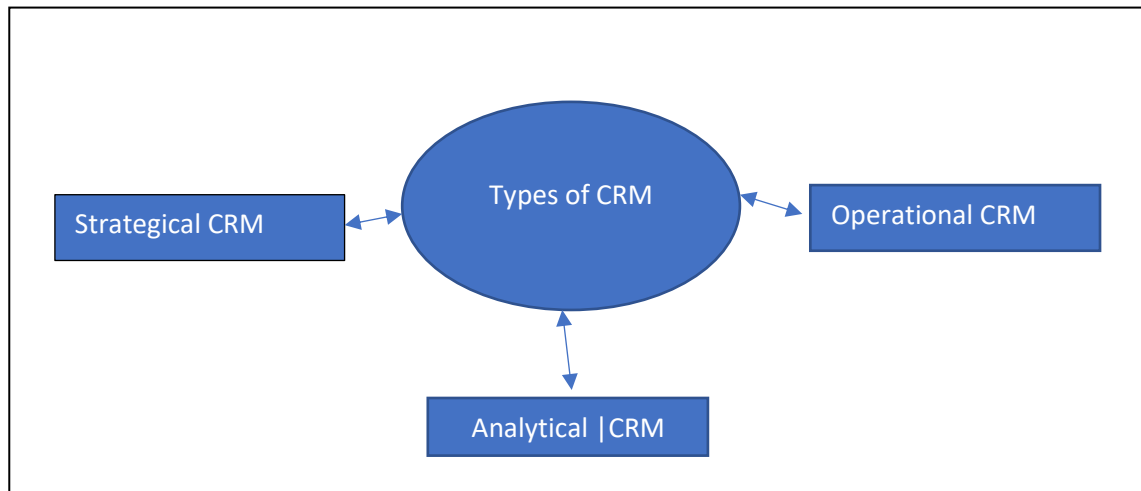 Types of CRM
Strategical CRM
Operational CRM
Analytical |CRM